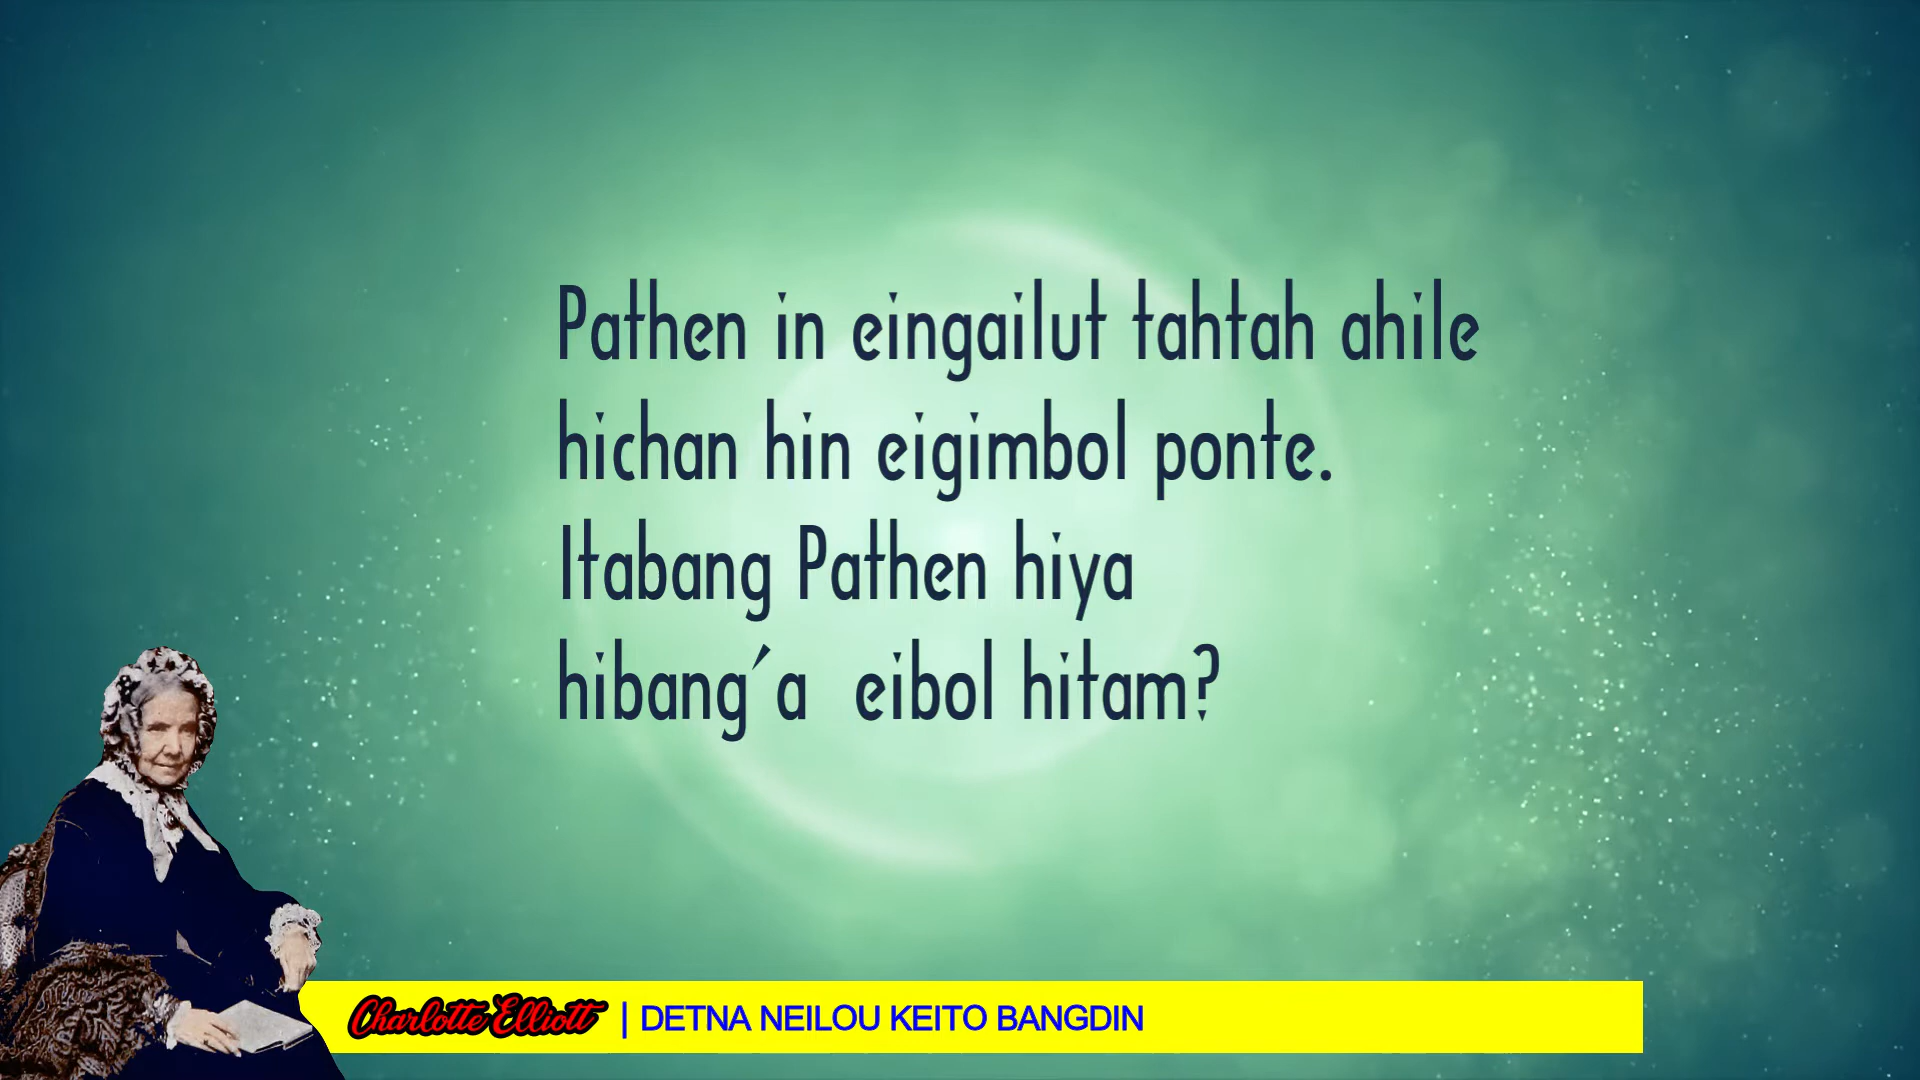 Pathen in eingailut tahtah ahile
hichan hin eigimbol ponte.
Itabang Pathen hiya
hibang´a eibol hitam?
Charlotte Elliott | DETNA NEILOU KEITO BANGDIN